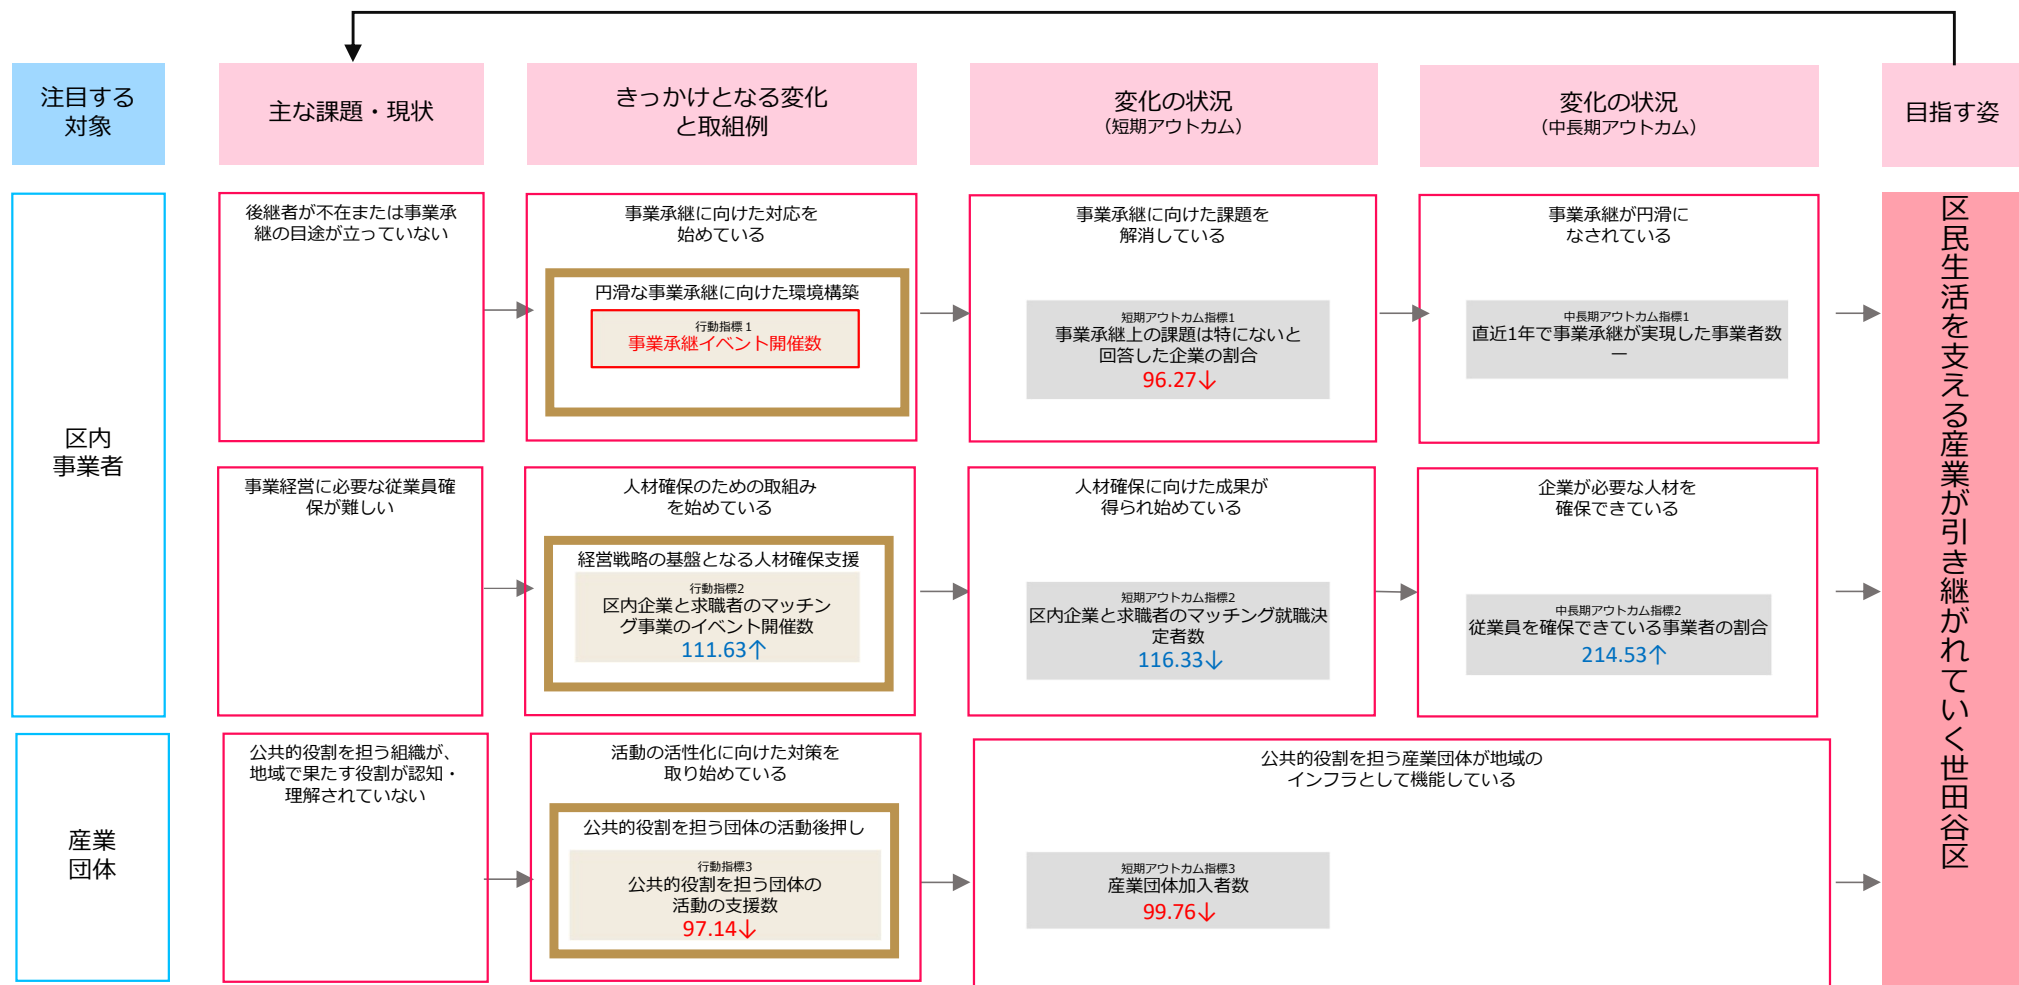 注目する
対象
主な課題・現状
きっかけとなる変化
と取組例
変化の状況
（短期アウトカム）
変化の状況
（中長期アウトカム）
目指す姿
区内
事業者
後継者が不在または事業承
継の目途が立っていない
事業承継に向けた対応を
始めている
円滑な事業承継に向けた環境構築
行動指標１
事業承継イベント開催数
事業承継に向けた課題を
解消している
短期アウトカム指標1
事業承継上の課題は特にないと
回答した企業の割合
96.27↓
事業承継が円滑に
なされている
中長期アウトカム指標1
直近1年で事業承継が実現した事業者数
ー
事業経営に必要な従業員確
保が難しい
人材確保のための取組み
を始めている
経営戦略の基盤となる人材確保支援
行動指標2
区内企業と求職者のマッチン
グ事業のイベント開催数
111.63↑
人材確保に向けた成果が
得られ始めている
短期アウトカム指標2
区内企業と求職者のマッチング就職決
定者数
116.33↓
企業が必要な人材を
確保できている
中長期アウトカム指標2
従業員を確保できている事業者の割合
214.53↑
産業
団体
公共的役割を担う組織が、
地域で果たす役割が認知・
理解されていない
活動の活性化に向けた対策を
取り始めている
公共的役割を担う団体の活動後押し
行動指標3
公共的役割を担う団体の
活動の支援数
97.14↓
公共的役割を担う産業団体が地域の
インフラとして機能している
短期アウトカム指標3
産業団体加入者数
99.76↓
区民生活を支える産業が引き継がれていく世田谷区